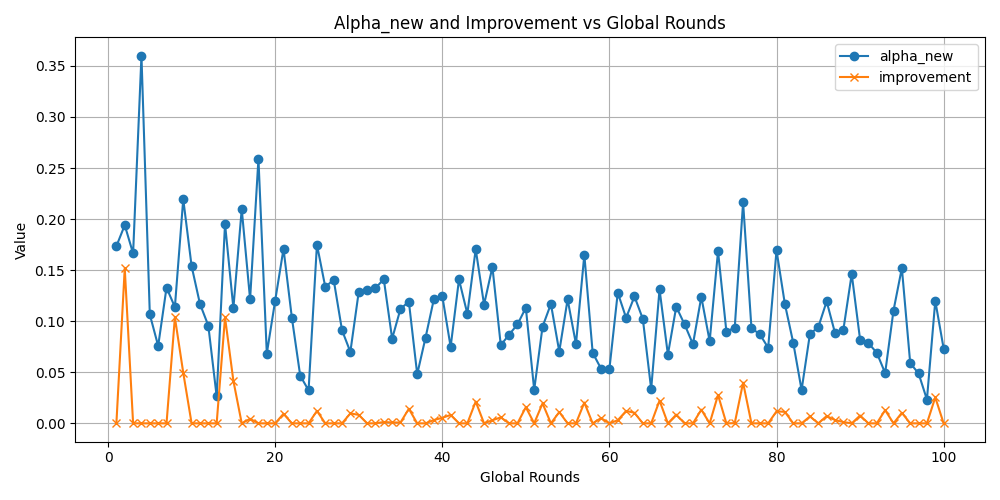 Alpha_new and Improvement vs Global Rounds
alpha_new
improvement
Value
0.35
0.30
0.25
0.20
0.15
0.10
0.05
0.00
0
20
40
60
80
100
Global Rounds